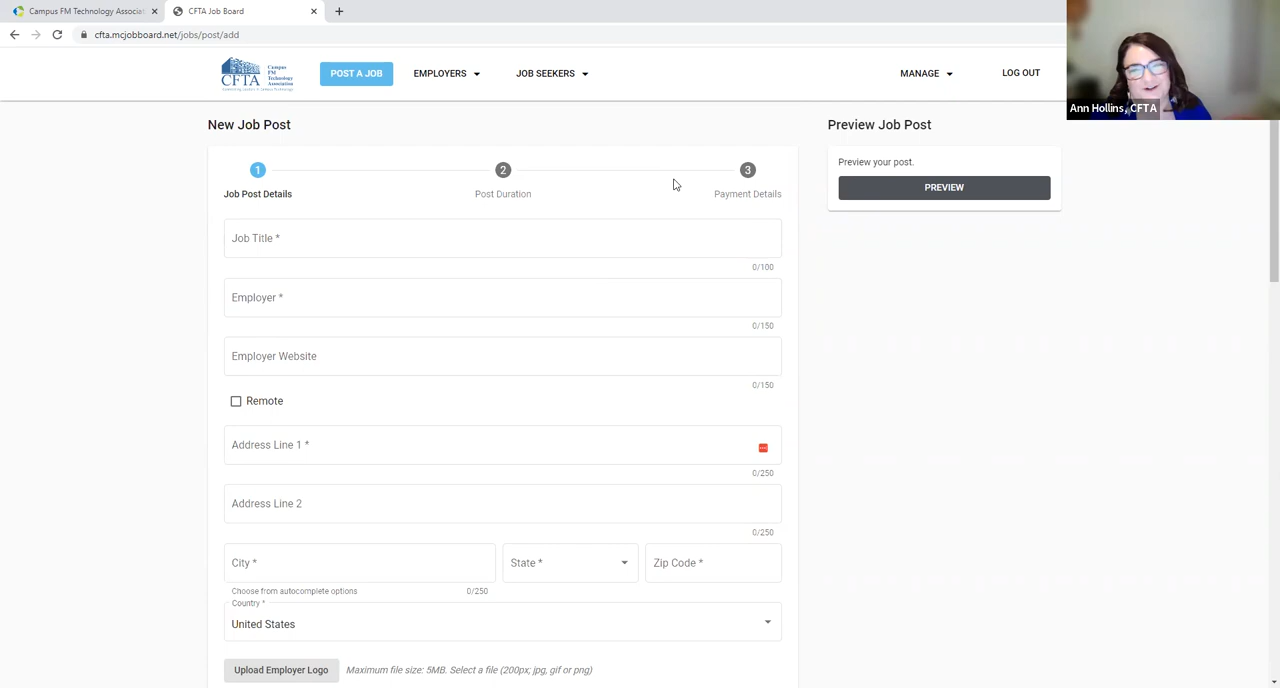 Campus FM Technology Associat
CFTA Job Board
cfta.mcjobboard.net/jobs/post/add
CFTA
Campus
FM
Technology
Association
POST A JOB
EMPLOYERS
JOB SEEKERS
MANAGE
LOG OUT
Ann Hollins, CFTA
New Job Post
Preview Job Post
1
2
3
Job Post Details
Post Duration
Payment Details
Preview your post.
PREVIEW
Job Title *
0/100
Employer *
0/150
Employer Website
0/150
Remote
Address Line 1 *
0/250
Address Line 2
0/250
City *
State *
Zip Code *
Choose from autocomplete options
0/250
Country *
United States
Upload Employer Logo
Maximum file size: 5MB. Select a file (200px; jpg, gif or png)